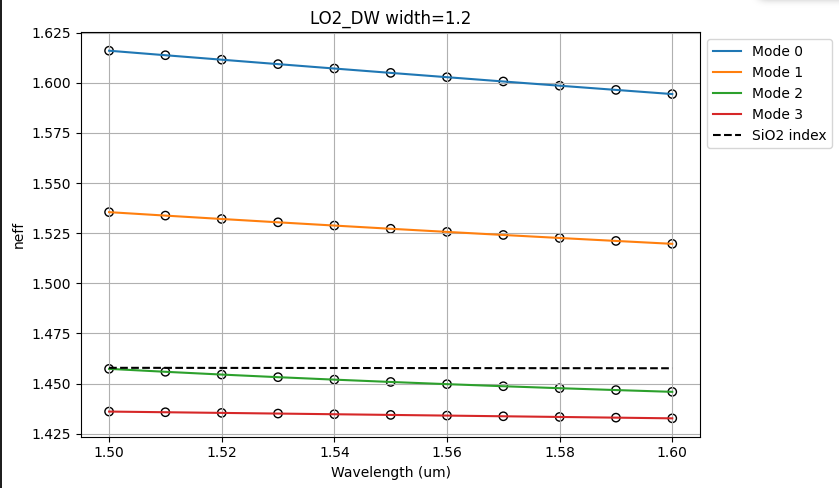 LO2_DW width=1.2
1.625
1.600
1.575
1.550
1.525
1.500
1.475
1.450
1.425
neff
1.50 1.52 1.54 1.56 1.58 1.60
Wavelength (um)
Mode 0
Mode 1
Mode 2
Mode 3
SiO2 index